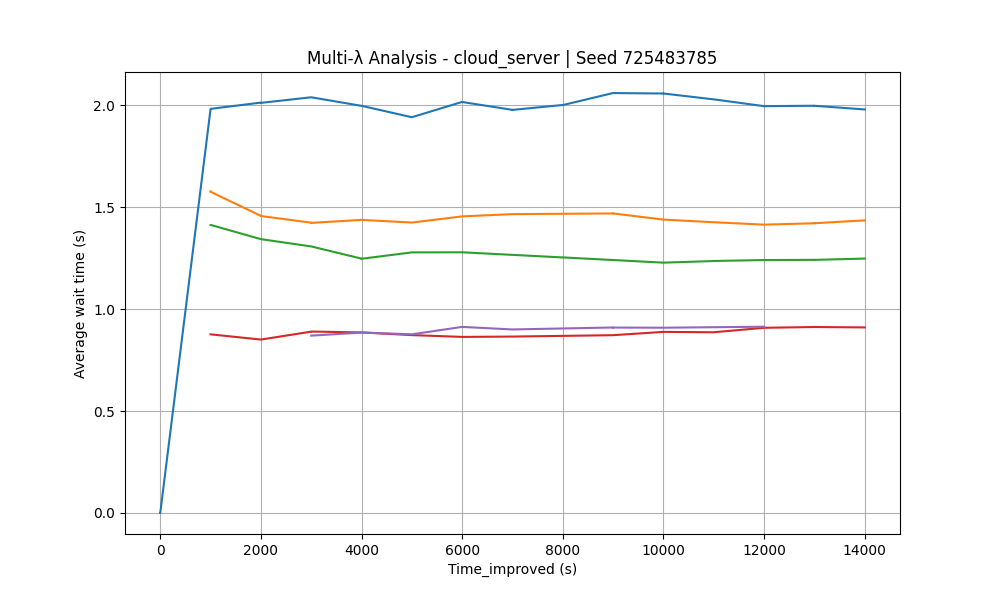 Multi-λ Analysis - cloud_server | Seed 725483785
Average wait time (s)
2.0
1.5
1.0
0.5
0.0
0 2000 4000 6000 8000 10000 12000 14000
Time_improved (s)